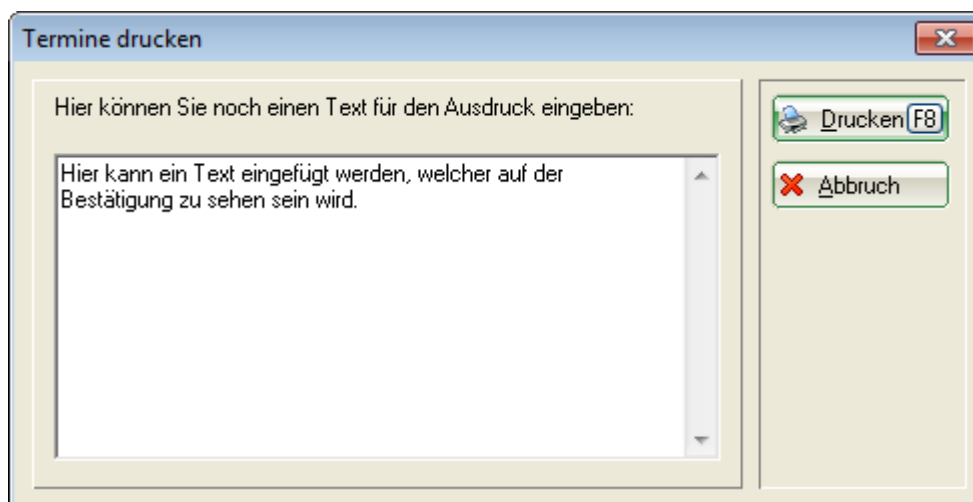 Termine drucken
Hier können Sie noch einen Text für den Ausdruck eingeben:
Hier kann ein Text eingefügt werden, welcher auf der
Bestätigung zu sehen sein wird.
Drucken F8
Abbruch